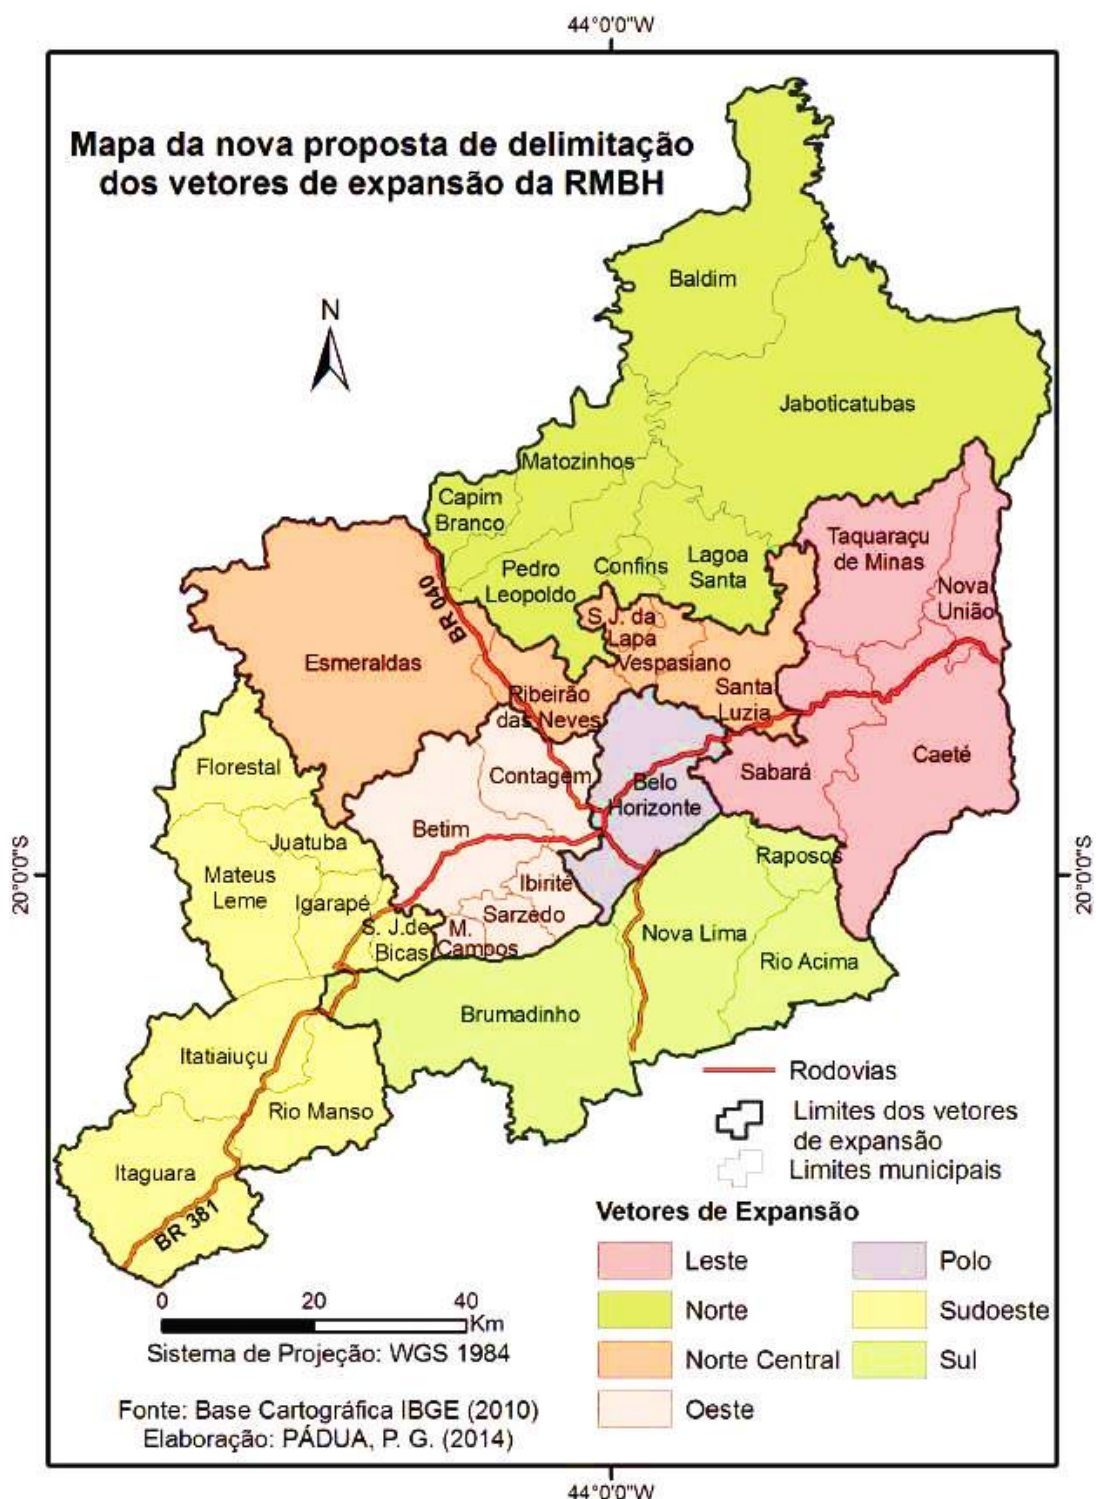 44°0'0"W
Mapa da nova proposta de delimitação
dos vetores de expansão da RMBH
N
Baldim
Jaboticatubas
Matozinhos
Capim
Branco
Pedro
Leopoldo
Confins
Lagoa
Santa
Taquaraçu
de Minas
Nova
União
BR 040
S.J. da
Lapa
Vespasiano
Esmeraldas
Ribeirão
das Neves
Santa
Luzia
Florestal
Contagem
Belo
Horizonte
Sabará
Caeté
Betim
Juatuba
Mateus
Leme
Igarapé
Ibirité
Raposos
20°0'0"S
20°0'0"S
S. J.de
Bicas
M.
Campos
Sarzedo
Nova Lima
Rio Acima
Brumadinho
Itatiaiuçu
Rio Manso
Itaguara
BR 381
Rodovias
Limites dos vetores
de expansão
Limites municipais
Vetores de Expansão
Leste
Polo
Norte
Sudoeste
Norte Central
Sul
Oeste
0 20 40
Km
Sistema de Projeção: WGS 1984
Fonte: Base Cartográfica IBGE (2010)
Elaboração: PÁDUA, P. G. (2014)
44°0'0"W